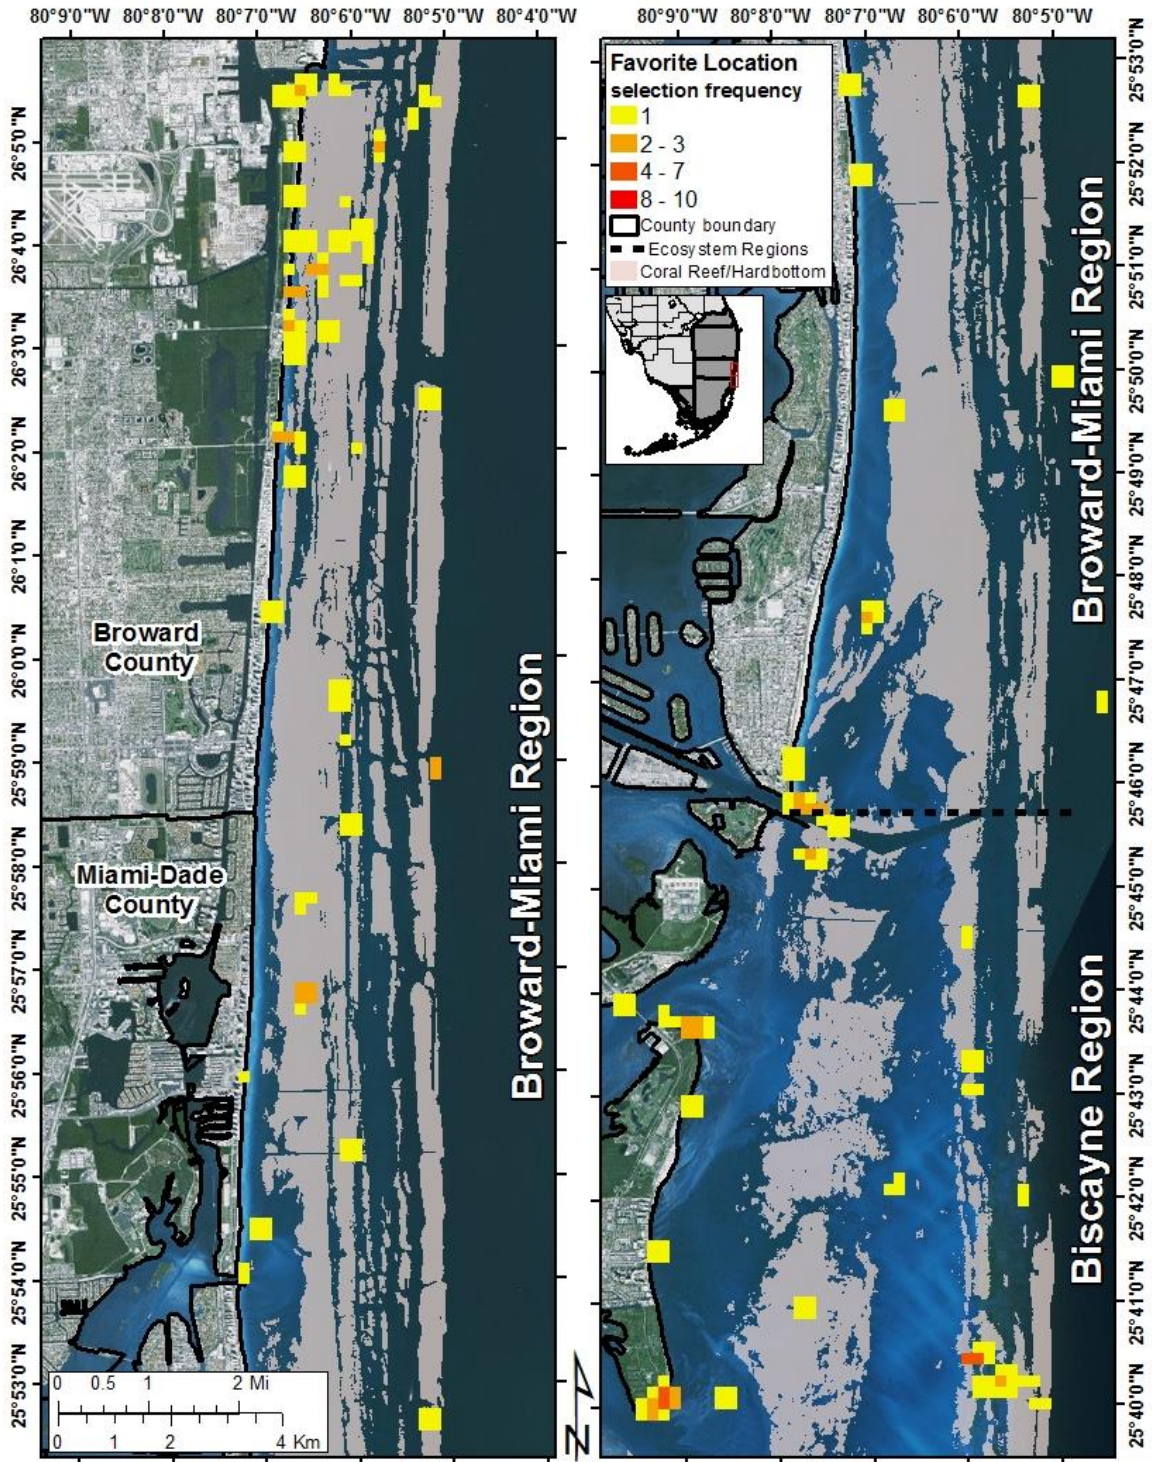 80°9'0"W 80°8'0"W 80°7'0"W 80°6'0"W 80°5'0"W 80°4'0"W
80°9'0"W 80°8'0"W 80°7'0"W 80°6'0"W 80°5'0"W
26°5'0"N
26°4'0"N
26°3'0"N
26°2'0"N
26°1'0"N
26°0'0"N
25°59'0"N
25°58'0"N
25°57'0"N
25°56'0"N
25°55'0"N
25°54'0"N
25°53'0"N
Broward
County
Miami-Dade
County
Broward-Miami Region
0 0.5 1 2 Mi
0 1 2 4 Km
N
Favorite Location
selection frequency
1
2 - 3
4 - 7
8 - 10
County boundary
Ecosystem Regions
Coral Reef/Hardbottom
Broward-Miami Region
Biscayne Region
25°53'0"N
25°52'0"N
25°51'0"N
25°50'0"N
25°49'0"N
25°48'0"N
25°47'0"N
25°46'0"N
25°45'0"N
25°44'0"N
25°43'0"N
25°42'0"N
25°41'0"N
25°40'0"N